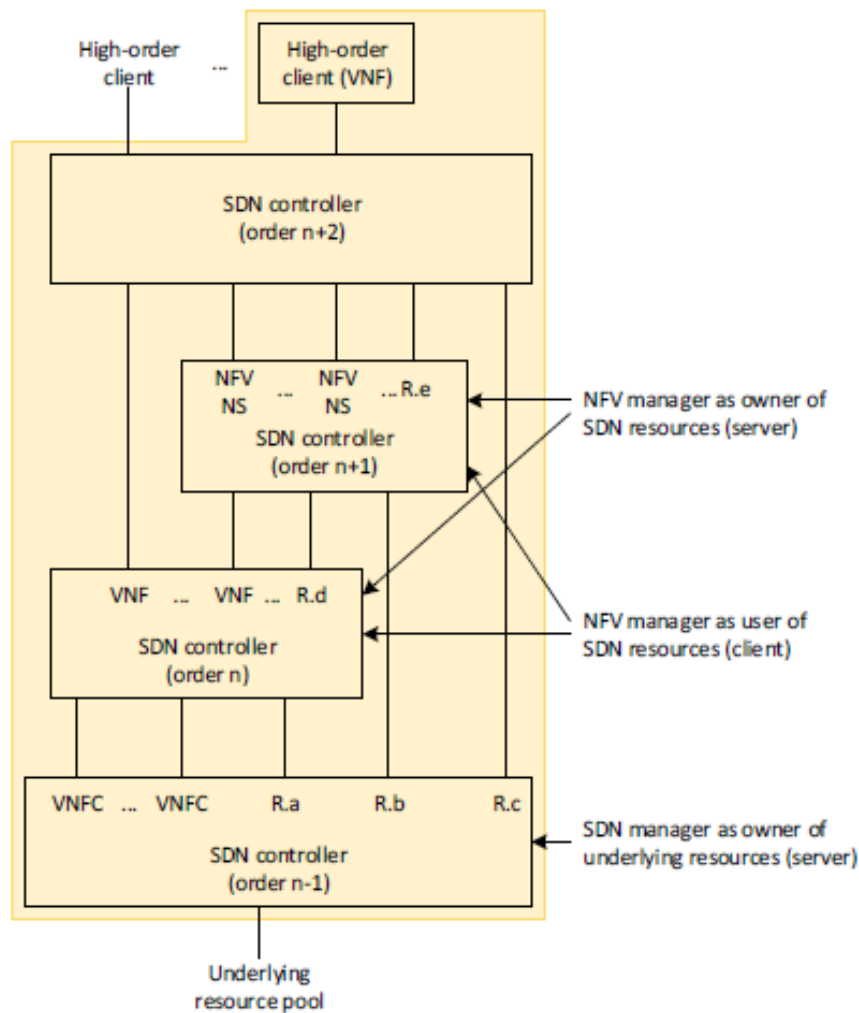 High-order
client
...
High-order
client (VNF)
SDN controller
(order n+2)
NFV
NS
...
NFV
NS
... R.e
SDN controller
(order n+1)
NFV manager as owner of
SDN resources (server)
VNF ... VNF ... R.d
SDN controller
(order n)
NFV manager as user of
SDN resources (client)
VNFC ... VNFC R.a R.b R.c
SDN controller
(order n-1)
SDN manager as owner of
underlying resources (server)
Underlying
resource pool